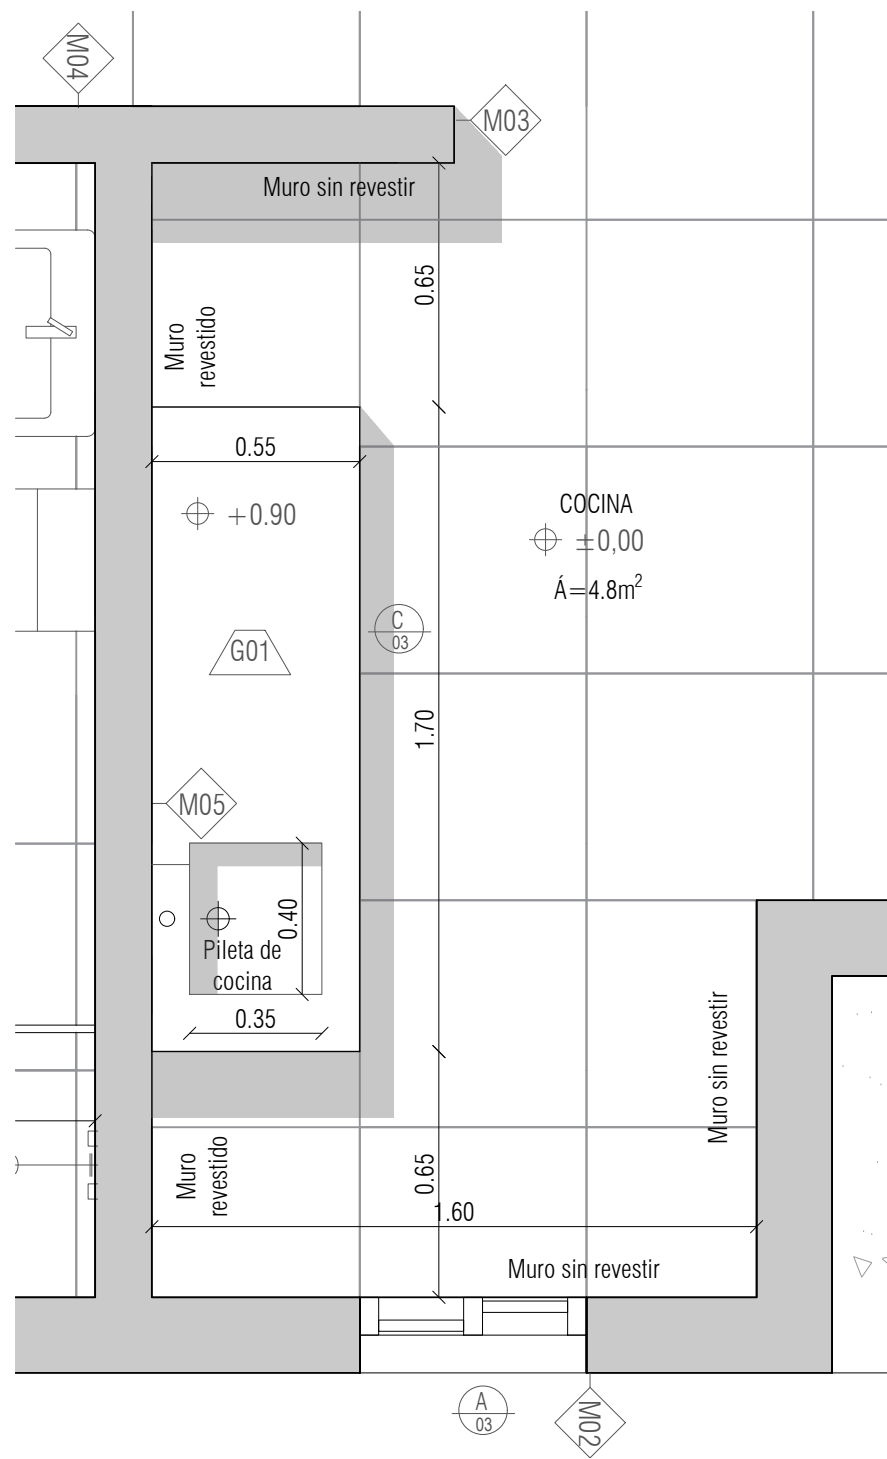 M04
M03
Muro sin revestir
0.65
Muro
revestido
0.55
+0.90
COCINA
±0,00
Á=4.8m²
C
03
G01
1.70
M05
0.40
Pileta de
cocina
0.35
Muro sin revestir
Muro
revestido
0.65
1.60
Muro sin revestir
A
03
M02